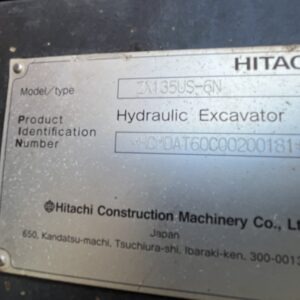 HITAC
Model/type ZX135US-6N
Product Hydraulic Excavator
Identification
Number HCMDAT60C00200181
Hitachi Construction Machinery Co., Lt
Japan
650, Kandatsu-machi, Tsuchiura-shi, Ibaraki-ken, 300-001